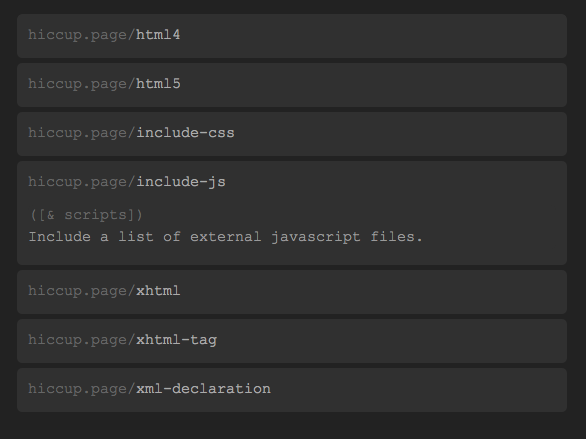 hiccup.page/html4
hiccup.page/html5
hiccup.page/include-css
hiccup.page/include-js
([& scripts])
Include a list of external javascript files.
hiccup.page/xhtml
hiccup.page/xhtml-tag
hiccup.page/xml-declaration